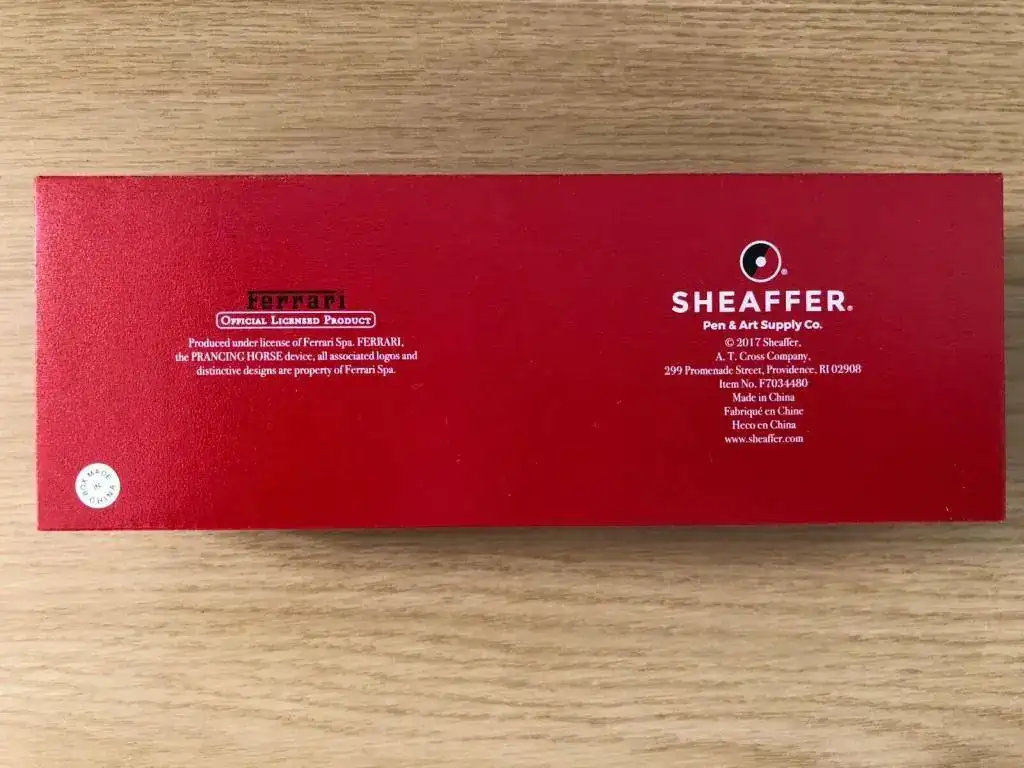 Ferrari
OFFICIAL LICENSED PRODUCT
Produced under license of Ferrari Spa. FERRARI,
the PRANCING HORSE device, all associated logos and
distinctive designs are property of Ferrari Spa.
BOX MADE
IN
CHINA
®
SHEAFFER®
Pen & Art Supply Co.
© 2017 Sheaffer,
A. T. Cross Company,
299 Promenade Street, Providence, RI 02908
Item No. F7034480
Made in China
Fabriqué en Chine
Heco en China
www.sheaffer.com